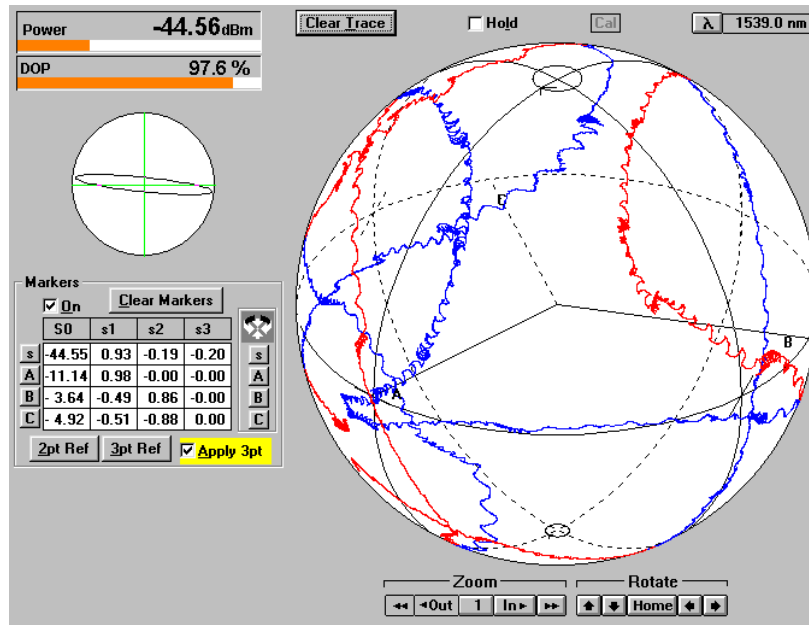 Power -44.56dBm
DOP 97.6 %
Clear Trace Hold Cal λ 1539.0 nm
Markers
On Clear Markers
S0 s1 s2 s3
s -44.55 0.93 -0.19 -0.20 s
A -11.14 0.98 -0.00 -0.00 A
B - 3.64 -0.49 0.86 -0.00 B
C - 4.92 -0.51 -0.88 0.00 C
2pt Ref 3pt Ref Apply 3pt
C
B
A
Zoom Rotate
◂◂ ◂Out 1 In▸ ▸▸ Home